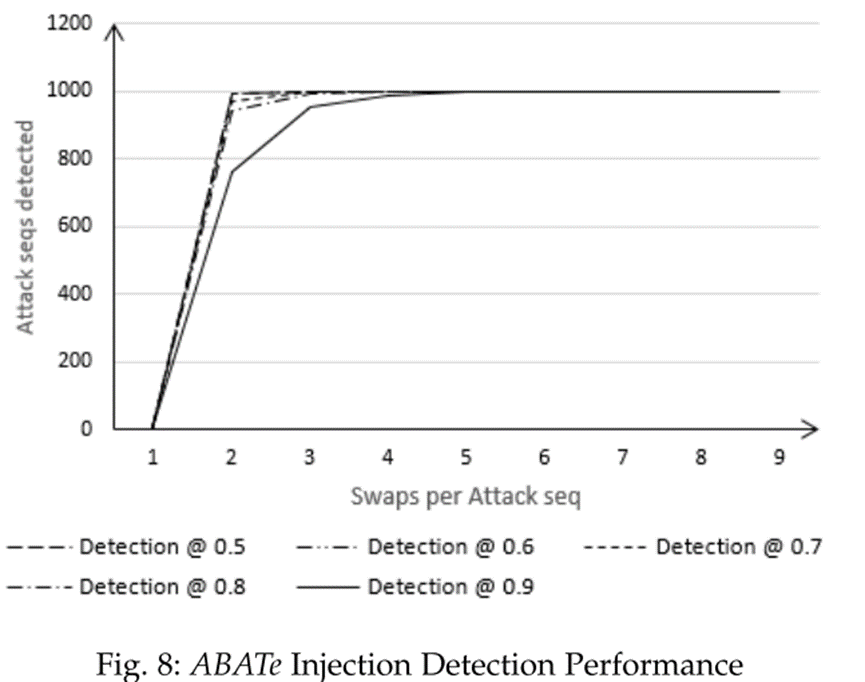 1200
1000
800
600
400
200
0
Attack seqs detected
1 2 3 4 5 6 7 8 9
Swaps per Attack seq
Detection @ 0.5 Detection @ 0.6 Detection @ 0.7
Detection @ 0.8 Detection @ 0.9
Fig. 8: ABATe Injection Detection Performance